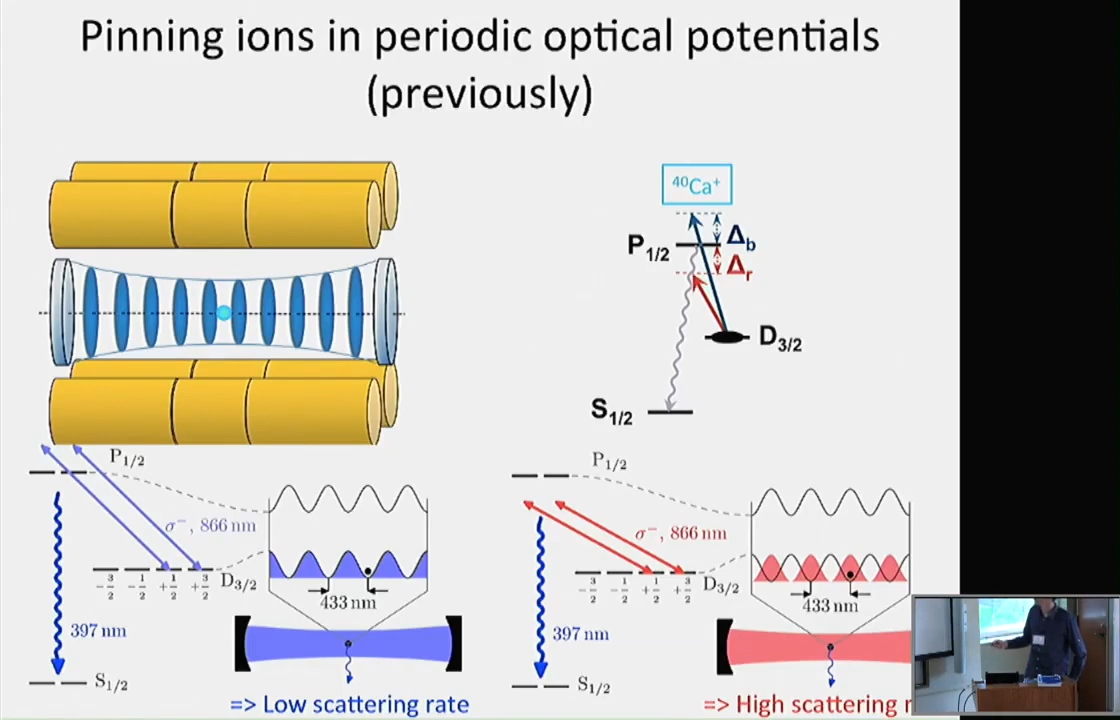 Pinning ions in periodic optical potentials
(previously)
⁴⁰Ca⁺
P₁/₂
Δb
Δr
D₃/₂
S₁/₂
P₁/₂
σ⁻, 866 nm
-3/2 -1/2 +1/2 +3/2 D₃/₂
433 nm
397 nm
S₁/₂
=> Low scattering rate
P₁/₂
σ⁻, 866 nm
-3/2 -1/2 +1/2 +3/2 D₃/₂
433 nm
397 nm
S₁/₂
=> High scattering r